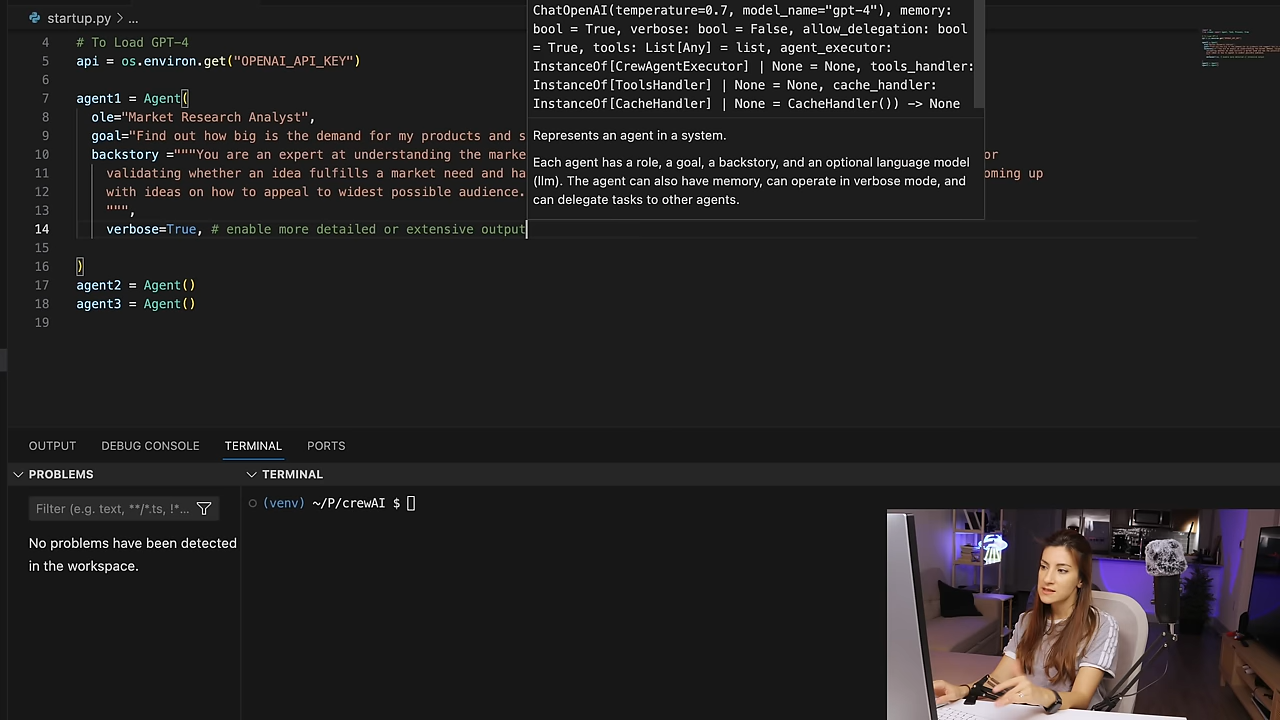 startup.py > ...
4 # To Load GPT-4
5 api = os.environ.get("OPENAI_API_KEY")
6
7 agent1 = Agent(
8 ole="Market Research Analyst",
9 goal="Find out how big is the demand for my products and s
10 backstory ="""You are an expert at understanding the marke or
11 validating whether an idea fulfills a market need and ha oming up
12 with ideas on how to appeal to widest possible audience.
13 """,
14 verbose=True, # enable more detailed or extensive output
15
16 )
17 agent2 = Agent()
18 agent3 = Agent()
19
ChatOpenAI(temperature=0.7, model_name="gpt-4"), memory:
bool = True, verbose: bool = False, allow_delegation: bool
= True, tools: List[Any] = list, agent_executor:
InstanceOf[CrewAgentExecutor] | None = None, tools_handler:
InstanceOf[ToolsHandler] | None = None, cache_handler:
InstanceOf[CacheHandler] | None = CacheHandler()) -> None
Represents an agent in a system.
Each agent has a role, a goal, a backstory, and an optional language model
(llm). The agent can also have memory, can operate in verbose mode, and
can delegate tasks to other agents.
OUTPUT DEBUG CONSOLE TERMINAL PORTS
PROBLEMS
Filter (e.g. text, **/*.ts, !*...
No problems have been detected
in the workspace.
TERMINAL
(venv) ~/P/crewAI $